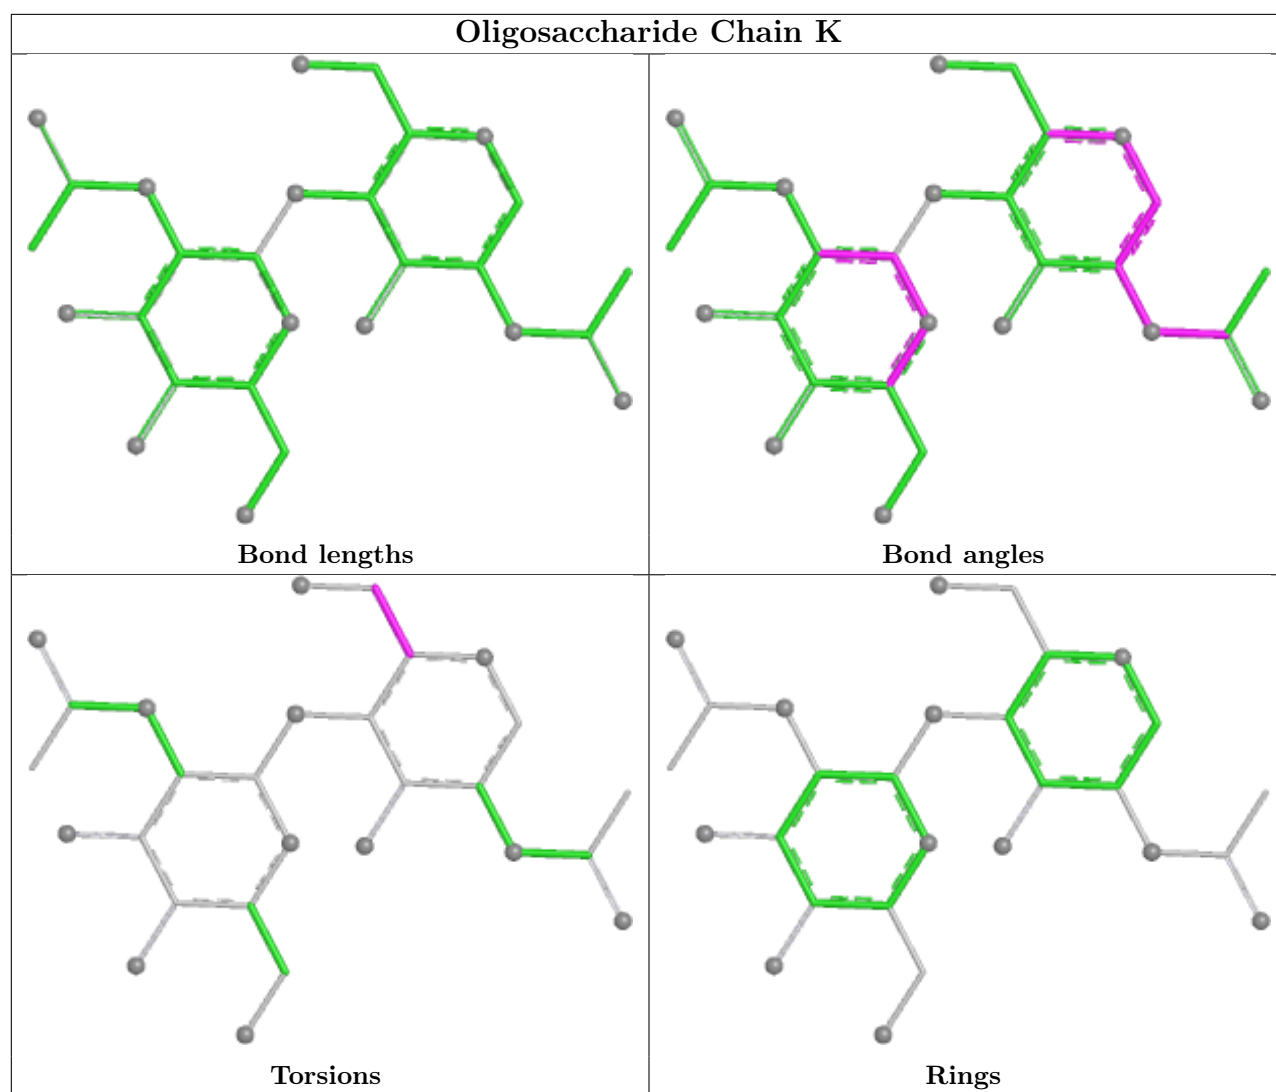 Oligosaccharide Chain K
Bond lengths
Bond angles
Torsions
Rings